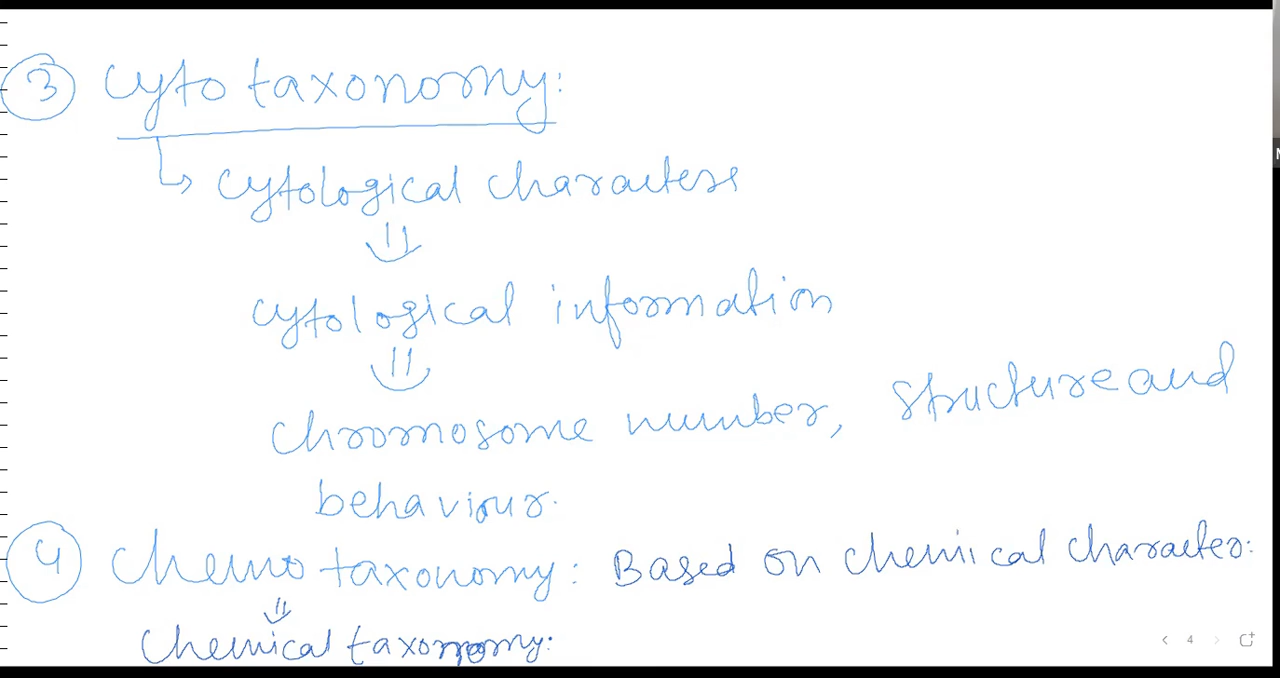 ③ Cyto taxonomy:
↳ cytological characters
⇓
cytological information
⇓
Chromosome number, structure and
behaviour.
④ Chemo taxonomy: Based on chemical character:
⇓
Chemical taxonomy:
< 4 >